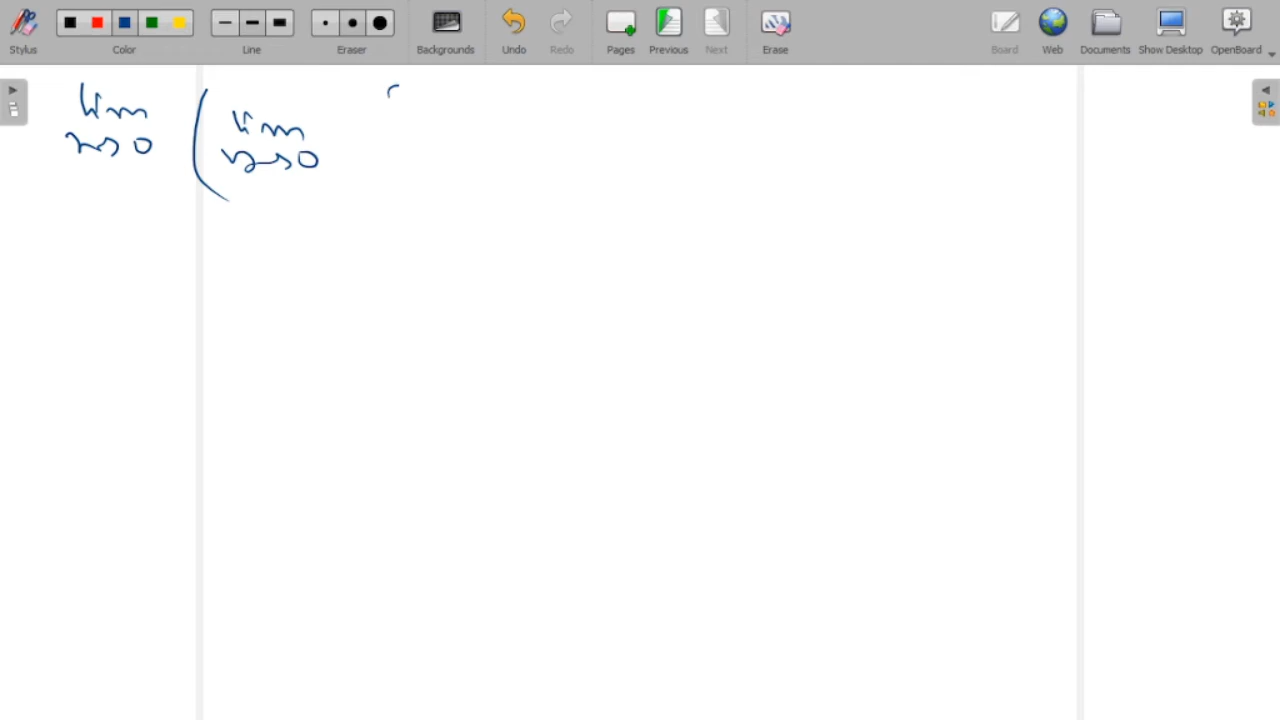 Stylus Color Line Eraser Backgrounds Undo Redo Pages Previous Next Erase Board Web Documents Show Desktop OpenBoard
lim ( lim
x→0 y→0